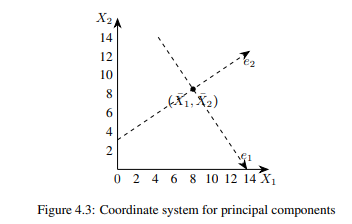 X2
14
12
10
8
6
4
2
e2
(X̄1, X̄2)
e1
0 2 4 6 8 10 12 14 X1
Figure 4.3: Coordinate system for principal components